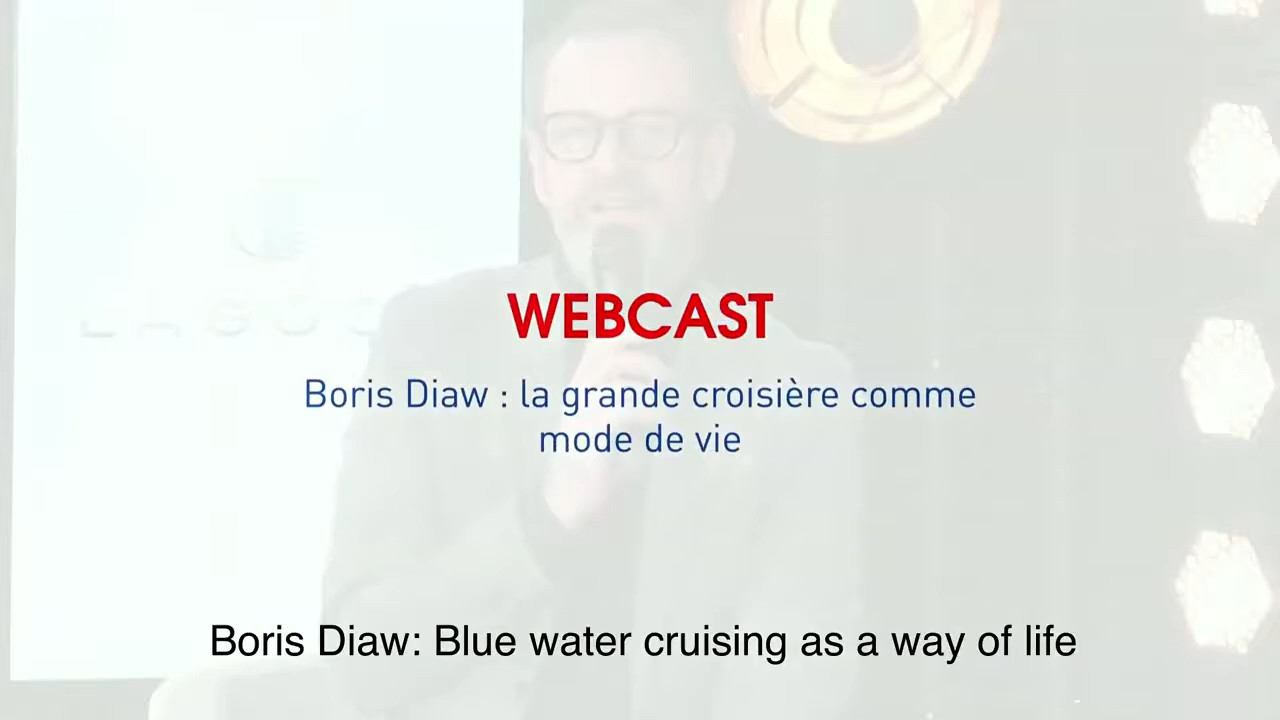 WEBCAST
Boris Diaw : la grande croisière comme
mode de vie
Boris Diaw: Blue water cruising as a way of life